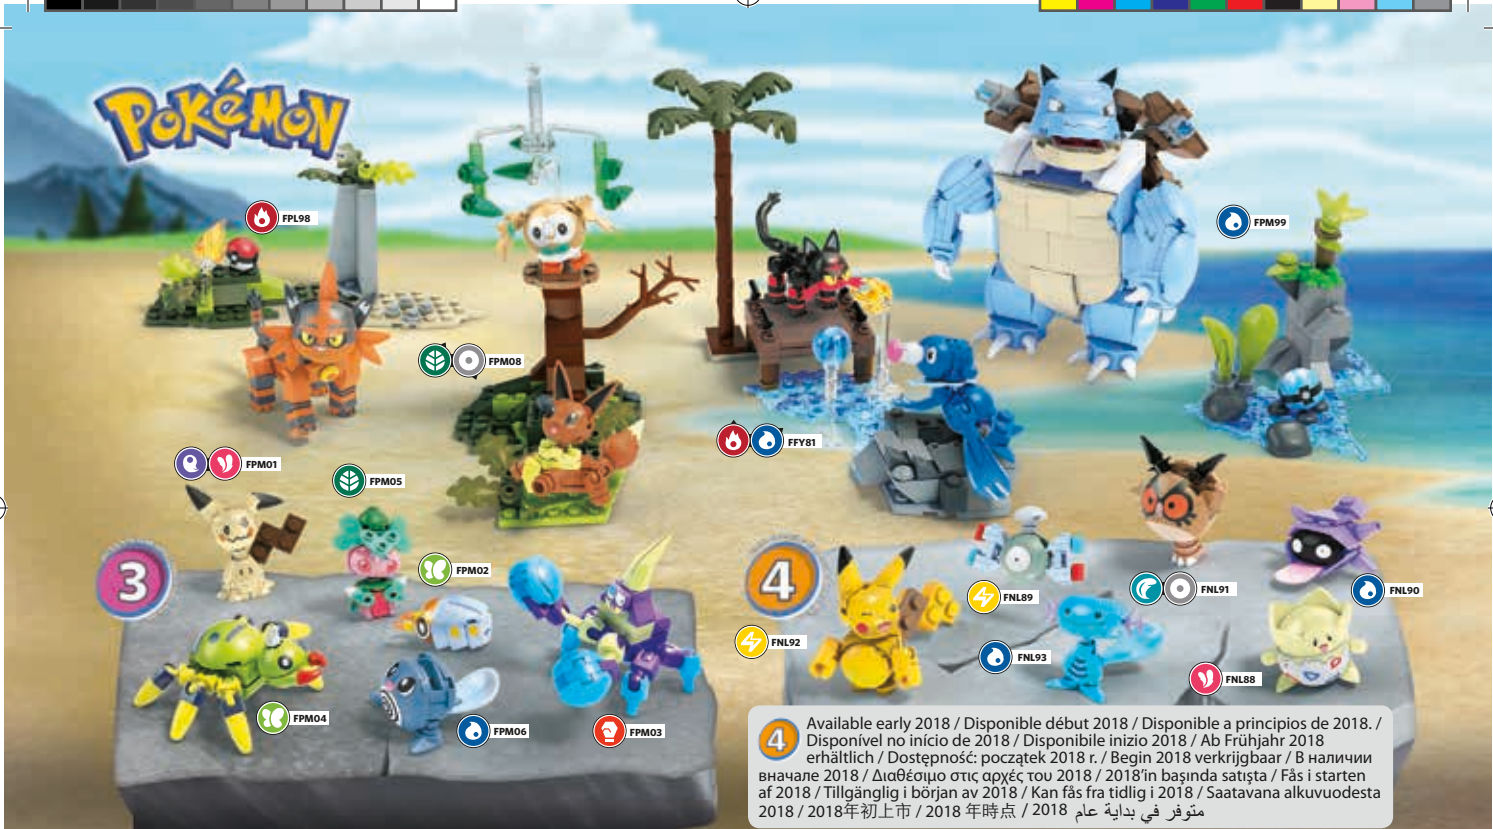 POKéMON
FPL98
FPM99
FPM08
FFY81
FPM01
FPM05
FPM02
3
4
FNL89
FNL91
FNL90
FNL92
FNL93
FNL88
FPM04
FPM06
FPM03
4
Available early 2018 / Disponible début 2018 / Disponible a principios de 2018. /
Disponível no início de 2018 / Disponibile inizio 2018 / Ab Frühjahr 2018
erhältlich / Dostępność: początek 2018 r. / Begin 2018 verkrijgbaar / В наличии
вначале 2018 / Διαθέσιμο στις αρχές του 2018 / 2018'in başında satışta / Fås i starten
af 2018 / Tillgänglig i början av 2018 / Kan fås fra tidlig i 2018 / Saatavana alkuvuodesta
2018 / 2018年初上市 / 2018 年時点 / متوفر في بداية عام 2018